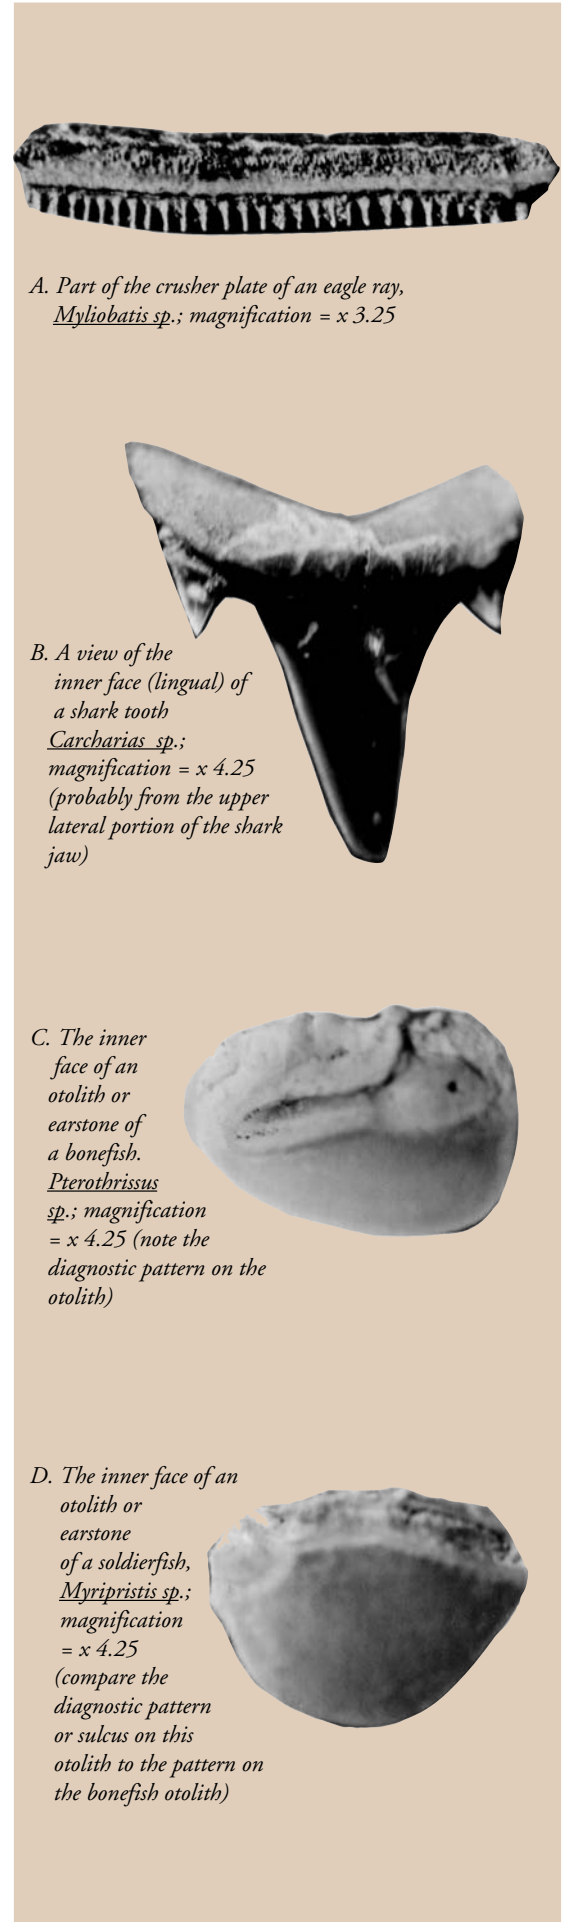 A. Part of the crusher plate of an eagle ray,
Myliobatis sp.; magnification = x 3.25
B. A view of the
inner face (lingual) of
a shark tooth
Carcharias sp.;
magnification = x 4.25
(probably from the upper
lateral portion of the shark
jaw)
C. The inner
face of an
otolith or
earstone of
a bonefish.
Pterothrissus
sp.; magnification
= x 4.25 (note the
diagnostic pattern on the
otolith)
D. The inner face of an
otolith or
earstone
of a soldierfish,
Myripristis sp.;
magnification
= x 4.25
(compare the
diagnostic pattern
or sulcus on this
otolith to the pattern on
the bonefish otolith)